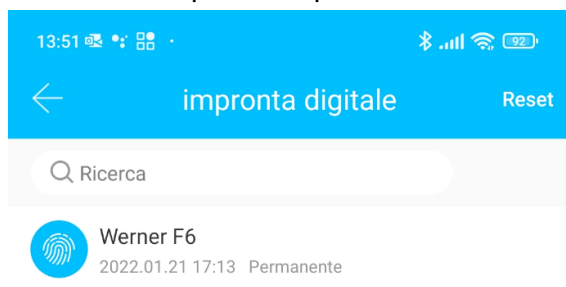 13:51
92
impronta digitale
Reset
Ricerca
Werner F6
2022.01.21 17:13 Permanente